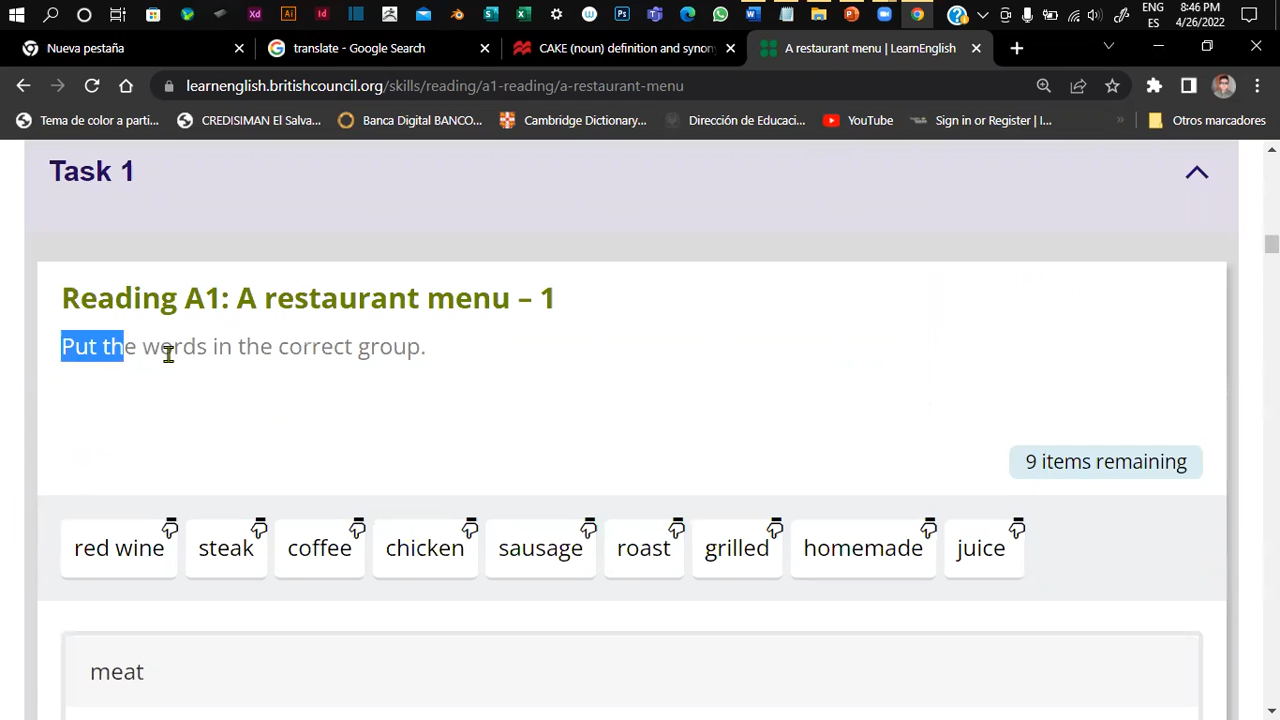 8:46 PM
ENG
ES
4/26/2022
Nueva pestaña
translate - Google Search
CAKE (noun) definition and synony
A restaurant menu | LearnEnglish
learnenglish.britishcouncil.org/skills/reading/a1-reading/a-restaurant-menu
Tema de color a parti...
CREDISIMAN El Salva...
Banca Digital BANCO...
Cambridge Dictionary...
Dirección de Educaci...
YouTube
Sign in or Register | I...
Otros marcadores
Task 1
Reading A1: A restaurant menu – 1
Put the words in the correct group.
9 items remaining
red wine
steak
coffee
chicken
sausage
roast
grilled
homemade
juice
meat